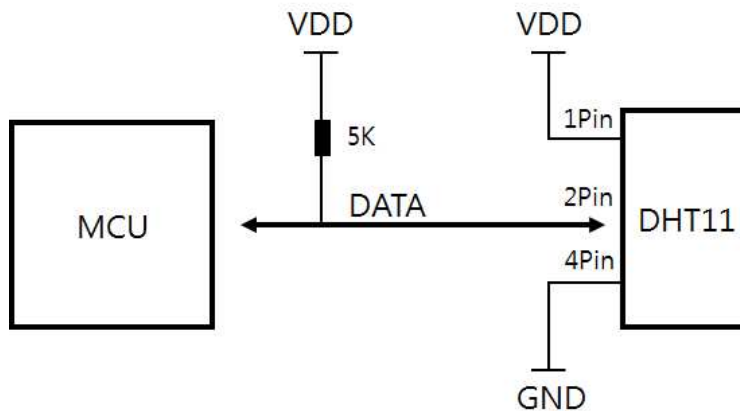 VDD
VDD
1Pin
5K
2Pin
DATA
MCU
DHT11
4Pin
GND